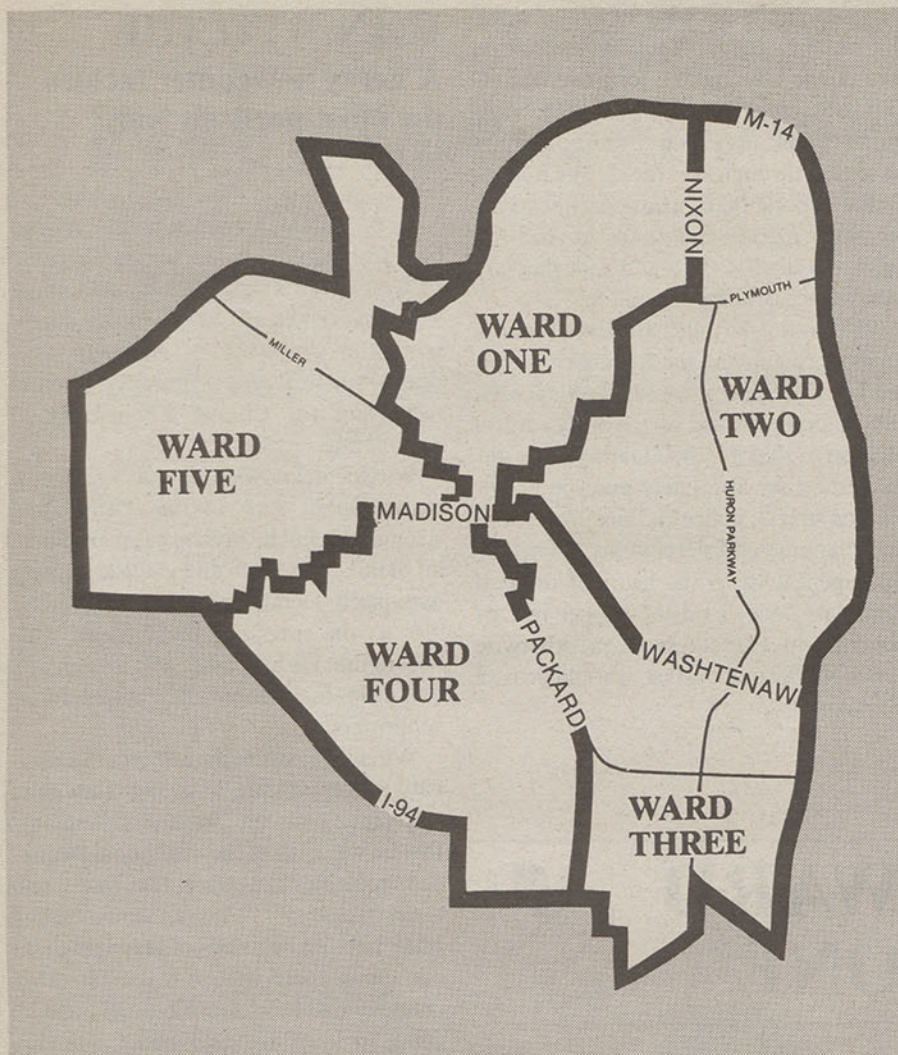 M-14
NIXON
PLYMOUTH
WARD
ONE
MILLER
WARD
TWO
WARD
FIVE
HURON PARKWAY
MADISON
WARD
FOUR
PACKARD
WASHTENAW
I-94
WARD
THREE